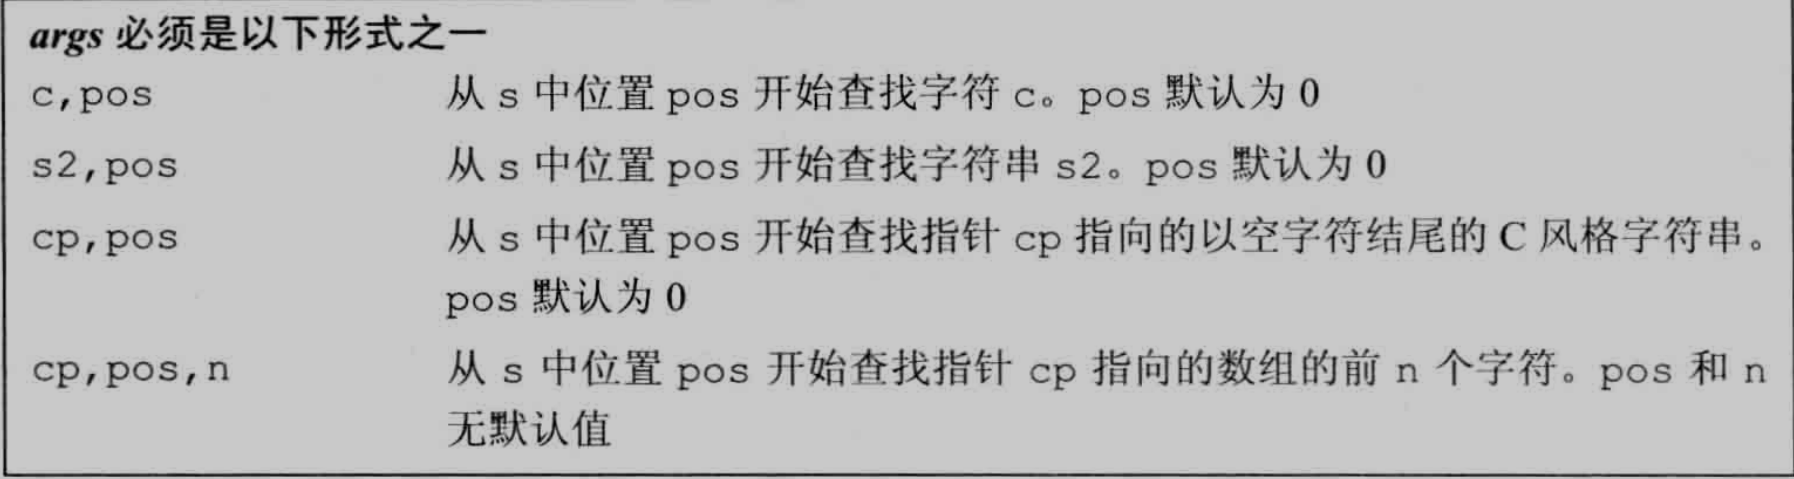 args 必须是以下形式之一
c,pos 从 s 中位置 pos 开始查找字符 c。pos 默认为 0
s2,pos 从 s 中位置 pos 开始查找字符串 s2。pos 默认为 0
cp,pos 从 s 中位置 pos 开始查找指针 cp 指向的以空字符结尾的 C 风格字符串。
pos 默认为 0
cp,pos,n 从 s 中位置 pos 开始查找指针 cp 指向的数组的前 n 个字符。pos 和 n
无默认值